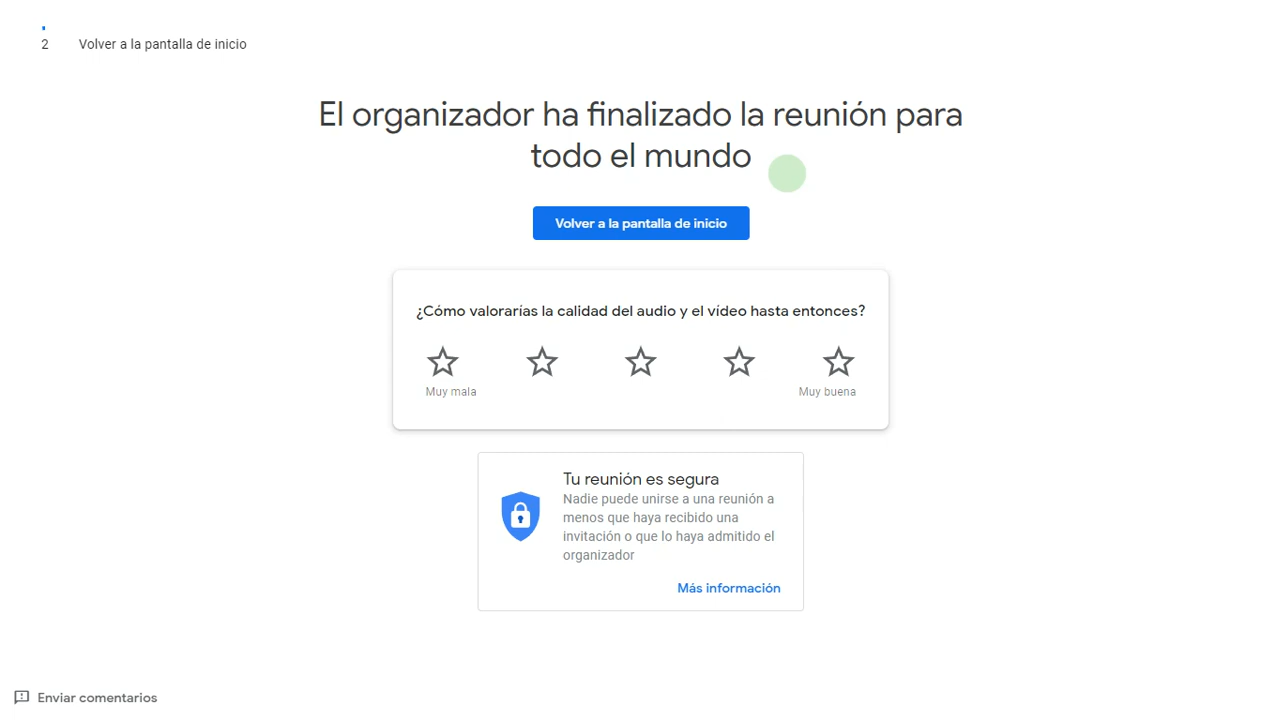 2 Volver a la pantalla de inicio
El organizador ha finalizado la reunión para
todo el mundo
Volver a la pantalla de inicio
¿Cómo valorarías la calidad del audio y el vídeo hasta entonces?
Muy mala Muy buena
Tu reunión es segura
Nadie puede unirse a una reunión a
menos que haya recibido una
invitación o que lo haya admitido el
organizador
Más información
Enviar comentarios